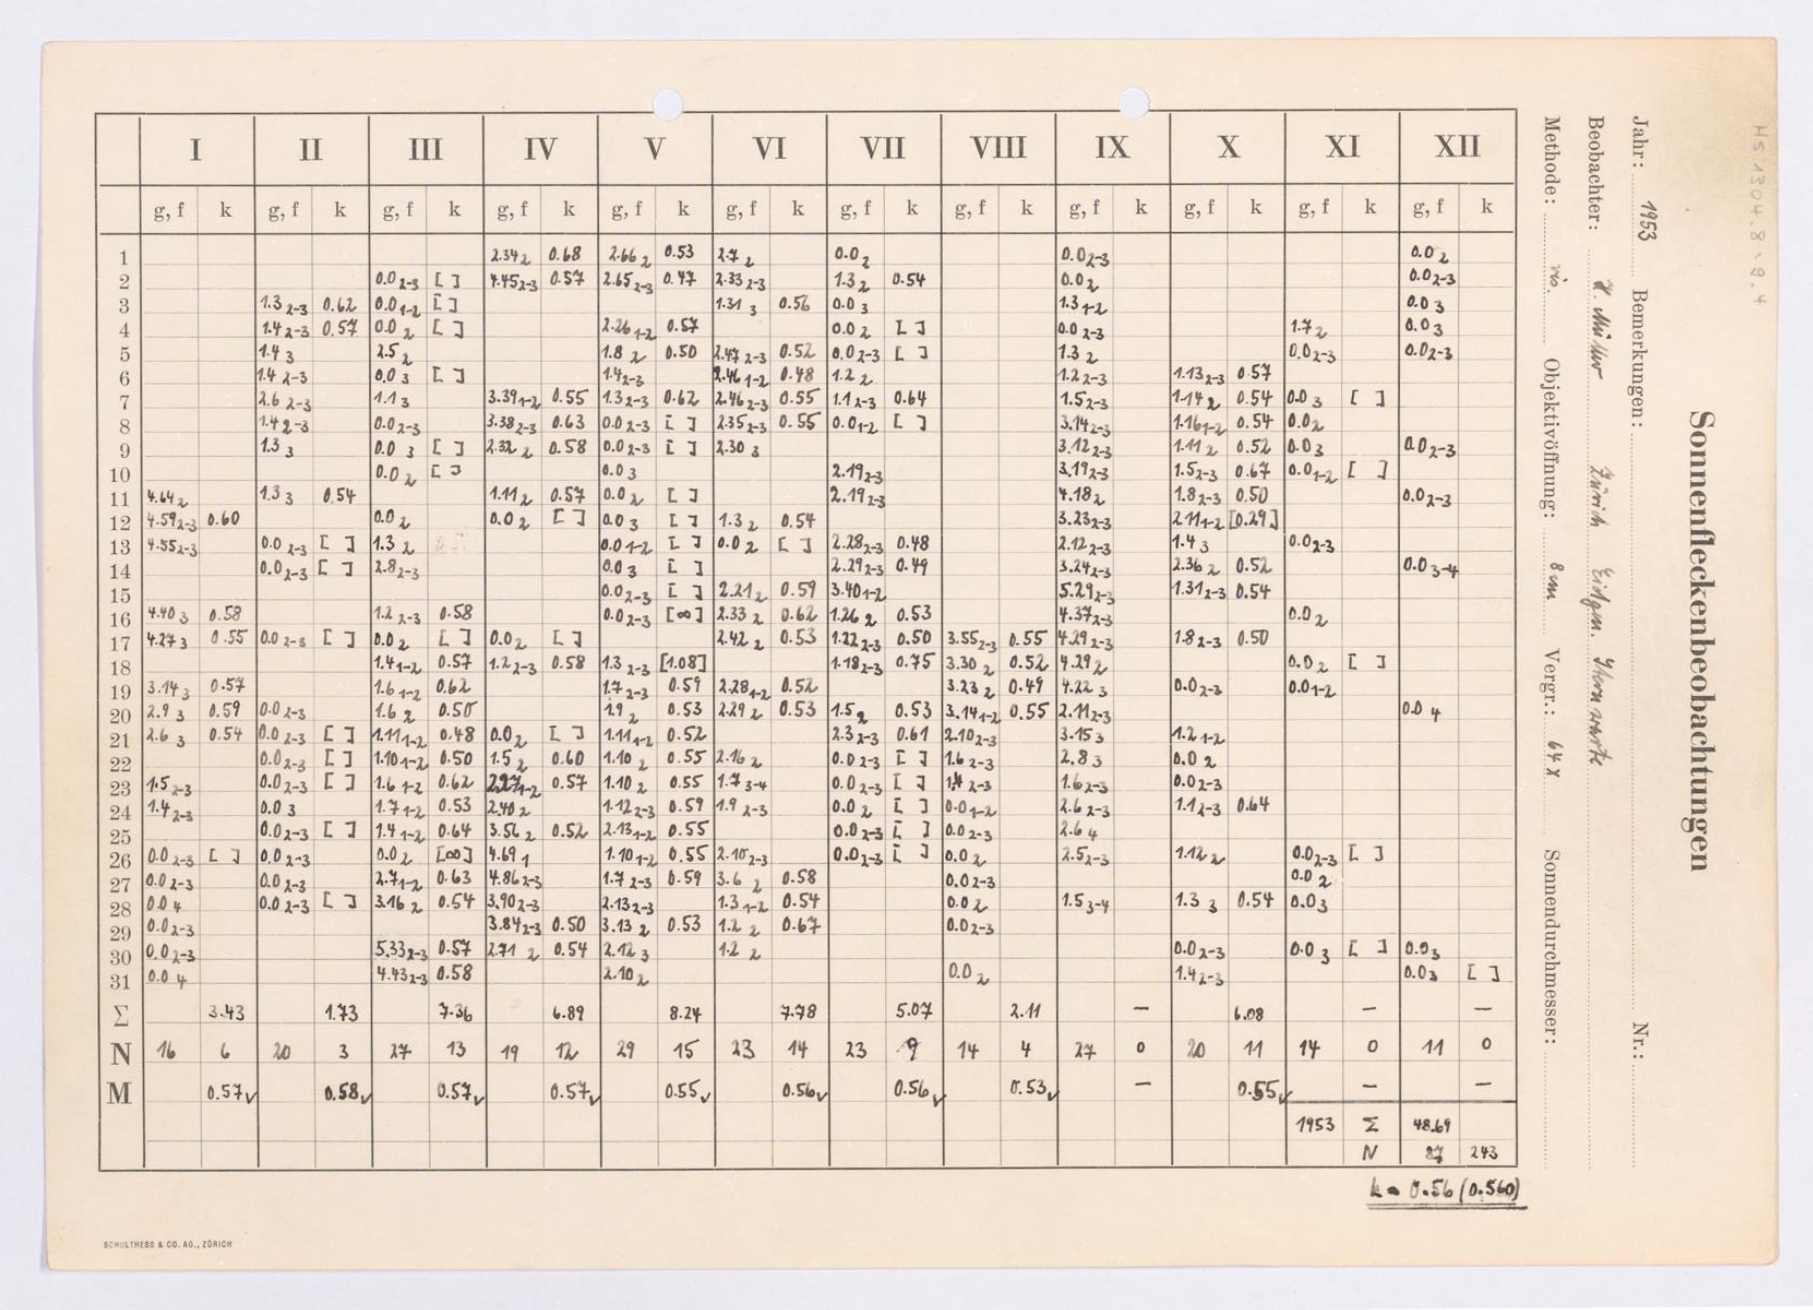 I II III IV V VI VII VIII IX X XI XII
g, f k g, f k g, f k g, f k g, f k g, f k g, f k g, f k g, f k g, f k g, f k g, f k
1 2.34 2 0.68 2.66 2 0.53 2.7 2 0.0 2 0.0 2-3 0.0 2
2 0.0 2-3 [ ] 4.45 2-3 0.57 2.65 2-3 0.47 2.33 2-3 1.3 2 0.54 0.0 2 0.0 2-3
3 1.3 2-3 0.62 0.0 1-2 [ ] 1.31 3 0.56 0.0 3 1.3 1-2 0.0 3
4 1.4 2-3 0.57 0.0 2 [ ] 2.26 1-2 0.57 0.0 2 [ ] 0.0 2-3 1.7 2 0.0 3
5 1.4 3 2.5 2 1.8 2 0.50 2.47 2-3 0.52 0.0 2-3 [ ] 1.3 2 0.0 2-3 0.0 2-3
6 1.4 2-3 0.0 3 [ ] 1.4 2-3 2.46 1-2 0.48 1.2 2 1.2 2-3 1.13 2-3 0.57
7 2.6 2-3 1.1 3 3.39 1-2 0.55 1.3 2-3 0.62 2.46 2-3 0.55 1.1 2-3 0.64 1.5 2-3 1.14 2 0.54 0.0 3 [ ]
8 1.4 2-3 0.0 2-3 3.38 2-3 0.63 0.0 2-3 [ ] 2.35 2-3 0.55 0.0 1-2 [ ] 3.14 2-3 1.16 1-2 0.54 0.0 2
9 1.3 3 0.0 3 [ ] 2.32 2 0.58 0.0 2-3 [ ] 2.30 3 3.12 2-3 1.11 2 0.52 0.0 3 0.0 2-3
10 0.0 2 [ ] 0.0 3 2.19 2-3 3.19 2-3 1.5 2-3 0.67 0.0 1-2 [ ]
11 4.64 2 1.3 3 0.54 1.11 2 0.57 0.0 2 [ ] 2.19 2-3 4.18 2 1.8 2-3 0.50 0.0 2-3
12 4.59 2-3 0.60 0.0 2 0.0 2 [ ] 0.0 3 [ ] 1.3 2 0.54 3.23 2-3 2.11 1-2 [0.29]
13 4.55 2-3 0.0 2-3 [ ] 1.3 2 0.0 1-2 [ ] 0.0 2 [ ] 2.28 2-3 0.48 2.12 2-3 1.4 3 0.0 2-3
14 0.0 2-3 [ ] 2.8 2-3 0.0 3 [ ] 2.29 2-3 0.49 3.24 2-3 2.36 2 0.52 0.0 3-4
15 0.0 2-3 [ ] 2.21 2 0.59 3.40 1-2 5.29 2-3 1.31 2-3 0.54
16 4.40 3 0.58 1.2 2-3 0.58 0.0 2-3 [∞] 2.33 2 0.62 1.26 2 0.53 4.37 2-3 0.0 2
17 4.27 3 0.55 0.0 2-3 [ ] 0.0 2 [ ] 0.0 2 [ ] 2.42 2 0.53 1.22 2-3 0.50 3.55 2-3 0.55 4.29 2-3 1.8 2-3 0.50
18 1.4 1-2 0.57 1.2 2-3 0.58 1.3 2-3 [1.08] 1.18 2-3 0.75 3.30 2 0.52 4.29 2 0.0 2 [ ]
19 3.14 3 0.57 1.6 1-2 0.62 1.7 2-3 0.59 2.28 1-2 0.52 3.23 2 0.49 4.22 3 0.0 2-3 0.0 1-2
20 2.9 3 0.59 0.0 2-3 1.6 2 0.50 1.9 2 0.53 2.29 2 0.53 1.5 2 0.53 3.14 1-2 0.55 2.11 2-3 0.0 4
21 2.6 3 0.54 0.0 2-3 [ ] 1.11 1-2 0.48 0.0 2 [ ] 1.11 1-2 0.52 2.3 2-3 0.61 2.10 2-3 3.15 3 1.2 1-2
22 0.0 2-3 [ ] 1.10 1-2 0.50 1.5 2 0.60 1.10 2 0.55 2.16 2 0.0 2-3 [ ] 1.6 2-3 2.8 3 0.0 2
23 1.5 2-3 0.0 2-3 [ ] 1.6 1-2 0.62 2.27 1-2 0.57 1.10 2 0.55 1.7 3-4 0.0 2-3 [ ] 1.4 2-3 1.6 2-3 0.0 2-3
24 1.4 2-3 0.0 3 1.7 1-2 0.53 2.40 2 1.12 2-3 0.59 1.9 2-3 0.0 2 [ ] 0.0 1-2 2.6 2-3 1.1 2-3 0.64
25 0.0 2-3 [ ] 1.4 1-2 0.64 3.56 2 0.52 2.13 1-2 0.55 0.0 2-3 [ ] 0.0 2-3 2.6 4
26 0.0 2-3 [ ] 0.0 2-3 0.0 2 [∞] 4.69 1 1.10 1-2 0.55 2.10 2-3 0.0 2-3 [ ] 0.0 2 2.5 2-3 1.12 2 0.0 2-3 [ ]
27 0.0 2-3 0.0 2-3 2.7 1-2 0.63 4.86 2-3 1.7 2-3 0.59 3.6 2 0.58 0.0 2-3 0.0 2
28 0.0 4 0.0 2-3 [ ] 3.16 2 0.54 3.90 2-3 2.13 2-3 1.3 1-2 0.54 0.0 2 1.5 3-4 1.3 3 0.54 0.0 3
29 0.0 2-3 3.84 2-3 0.50 3.13 2 0.53 1.2 2 0.67 0.0 2-3
30 0.0 2-3 5.33 2-3 0.57 2.71 2 0.54 2.12 3 1.2 2 0.0 2-3 0.0 3 [ ] 0.0 3
31 0.0 4 4.43 2-3 0.58 2.10 2 0.0 2 1.4 2-3 0.0 3 [ ]
Σ 3.43 1.73 7.36 6.89 8.24 7.78 5.07 2.11 – 6.08 – –
N 16 6 20 3 27 13 19 12 29 15 23 14 23 9 14 4 27 0 20 11 14 0 11 0
M 0.57✓ 0.58✓ 0.57✓ 0.57✓ 0.55✓ 0.56✓ 0.56✓ 0.53✓ – 0.55✓ – –
1953 Σ 48.69
N 87 243
k = 0.56 (0.560)
SCHULTHESS & CO. AG., ZÜRICH
Sonnenfleckenbeobachtungen
Jahr: 1953 Bemerkungen: Nr.:
Beobachter: H. Müller Zürich Eidgen. Sternwarte
Methode: vis. Objektivöffnung: 8 cm Vergr.: 64 x Sonnendurchmesser:
HS 1304.8:9.4